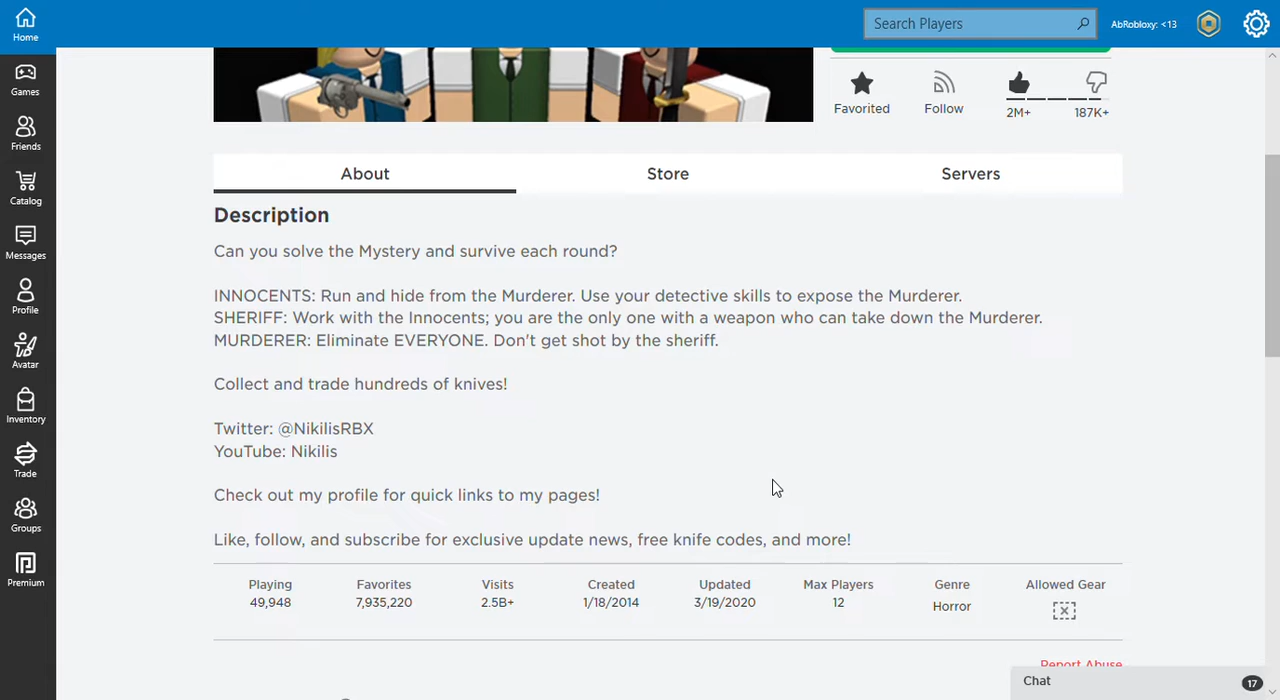 Home
Search Players
AbRobloxy: <13
Games
Friends
Catalog
Messages
Profile
Avatar
Inventory
Trade
Groups
Premium
Favorited
Follow
2M+
187K+
About
Store
Servers
Description
Can you solve the Mystery and survive each round?
INNOCENTS: Run and hide from the Murderer. Use your detective skills to expose the Murderer.
SHERIFF: Work with the Innocents; you are the only one with a weapon who can take down the Murderer.
MURDERER: Eliminate EVERYONE. Don't get shot by the sheriff.
Collect and trade hundreds of knives!
Twitter: @NikilisRBX
YouTube: Nikilis
Check out my profile for quick links to my pages!
Like, follow, and subscribe for exclusive update news, free knife codes, and more!
Playing Favorites Visits Created Updated Max Players Genre Allowed Gear
49,948 7,935,220 2.5B+ 1/18/2014 3/19/2020 12 Horror
Report Abuse
Chat 17